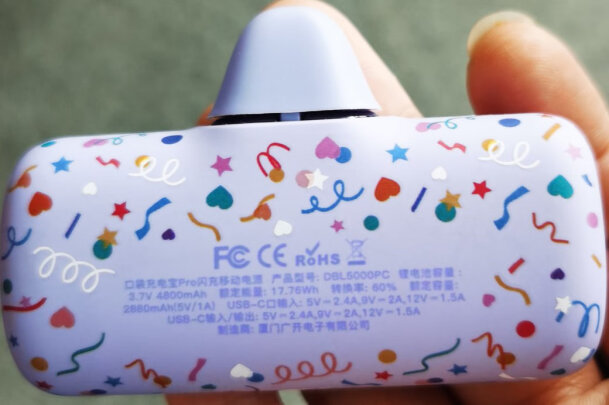 FC CE RoHS
口袋充电宝Pro闪充移动电源 产品型号：DBL5000PC 锂电池容量：
3.7V 4800mAh 额定能量：17.76Wh 转换率：60% 额定容量：
2880mAh(5V/1A) USB-C口输入：5V⎓2.4A,9V⎓2A,12V⎓1.5A
USB-C输入/输出：5V⎓2.4A,9V⎓2A,12V⎓1.5A
制造商：厦门广开电子有限公司